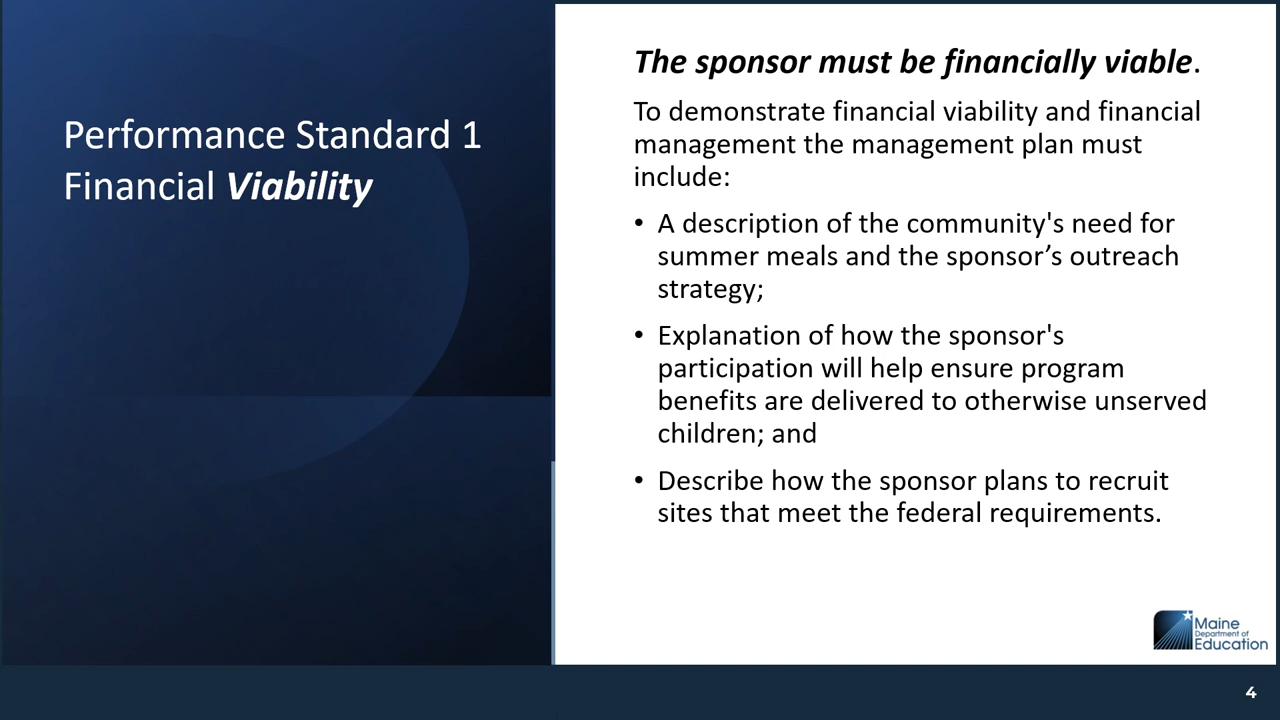 Performance Standard 1
Financial Viability
The sponsor must be financially viable.
To demonstrate financial viability and financial
management the management plan must
include:
• A description of the community's need for
summer meals and the sponsor’s outreach
strategy;
• Explanation of how the sponsor's
participation will help ensure program
benefits are delivered to otherwise unserved
children; and
• Describe how the sponsor plans to recruit
sites that meet the federal requirements.
Maine
Department of
Education
4